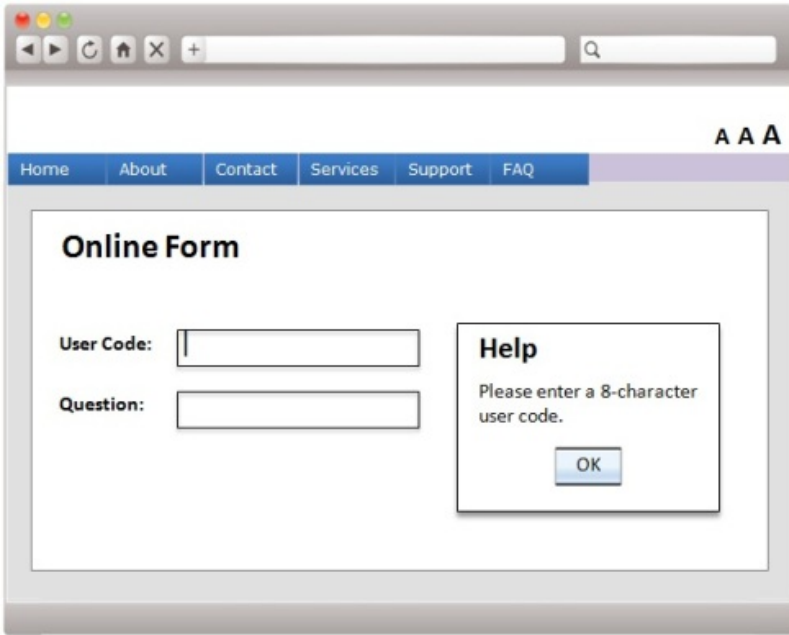 A A A
Home About Contact Services Support FAQ
Online Form
User Code:
Question:
Help
Please enter a 8-character
user code.
OK